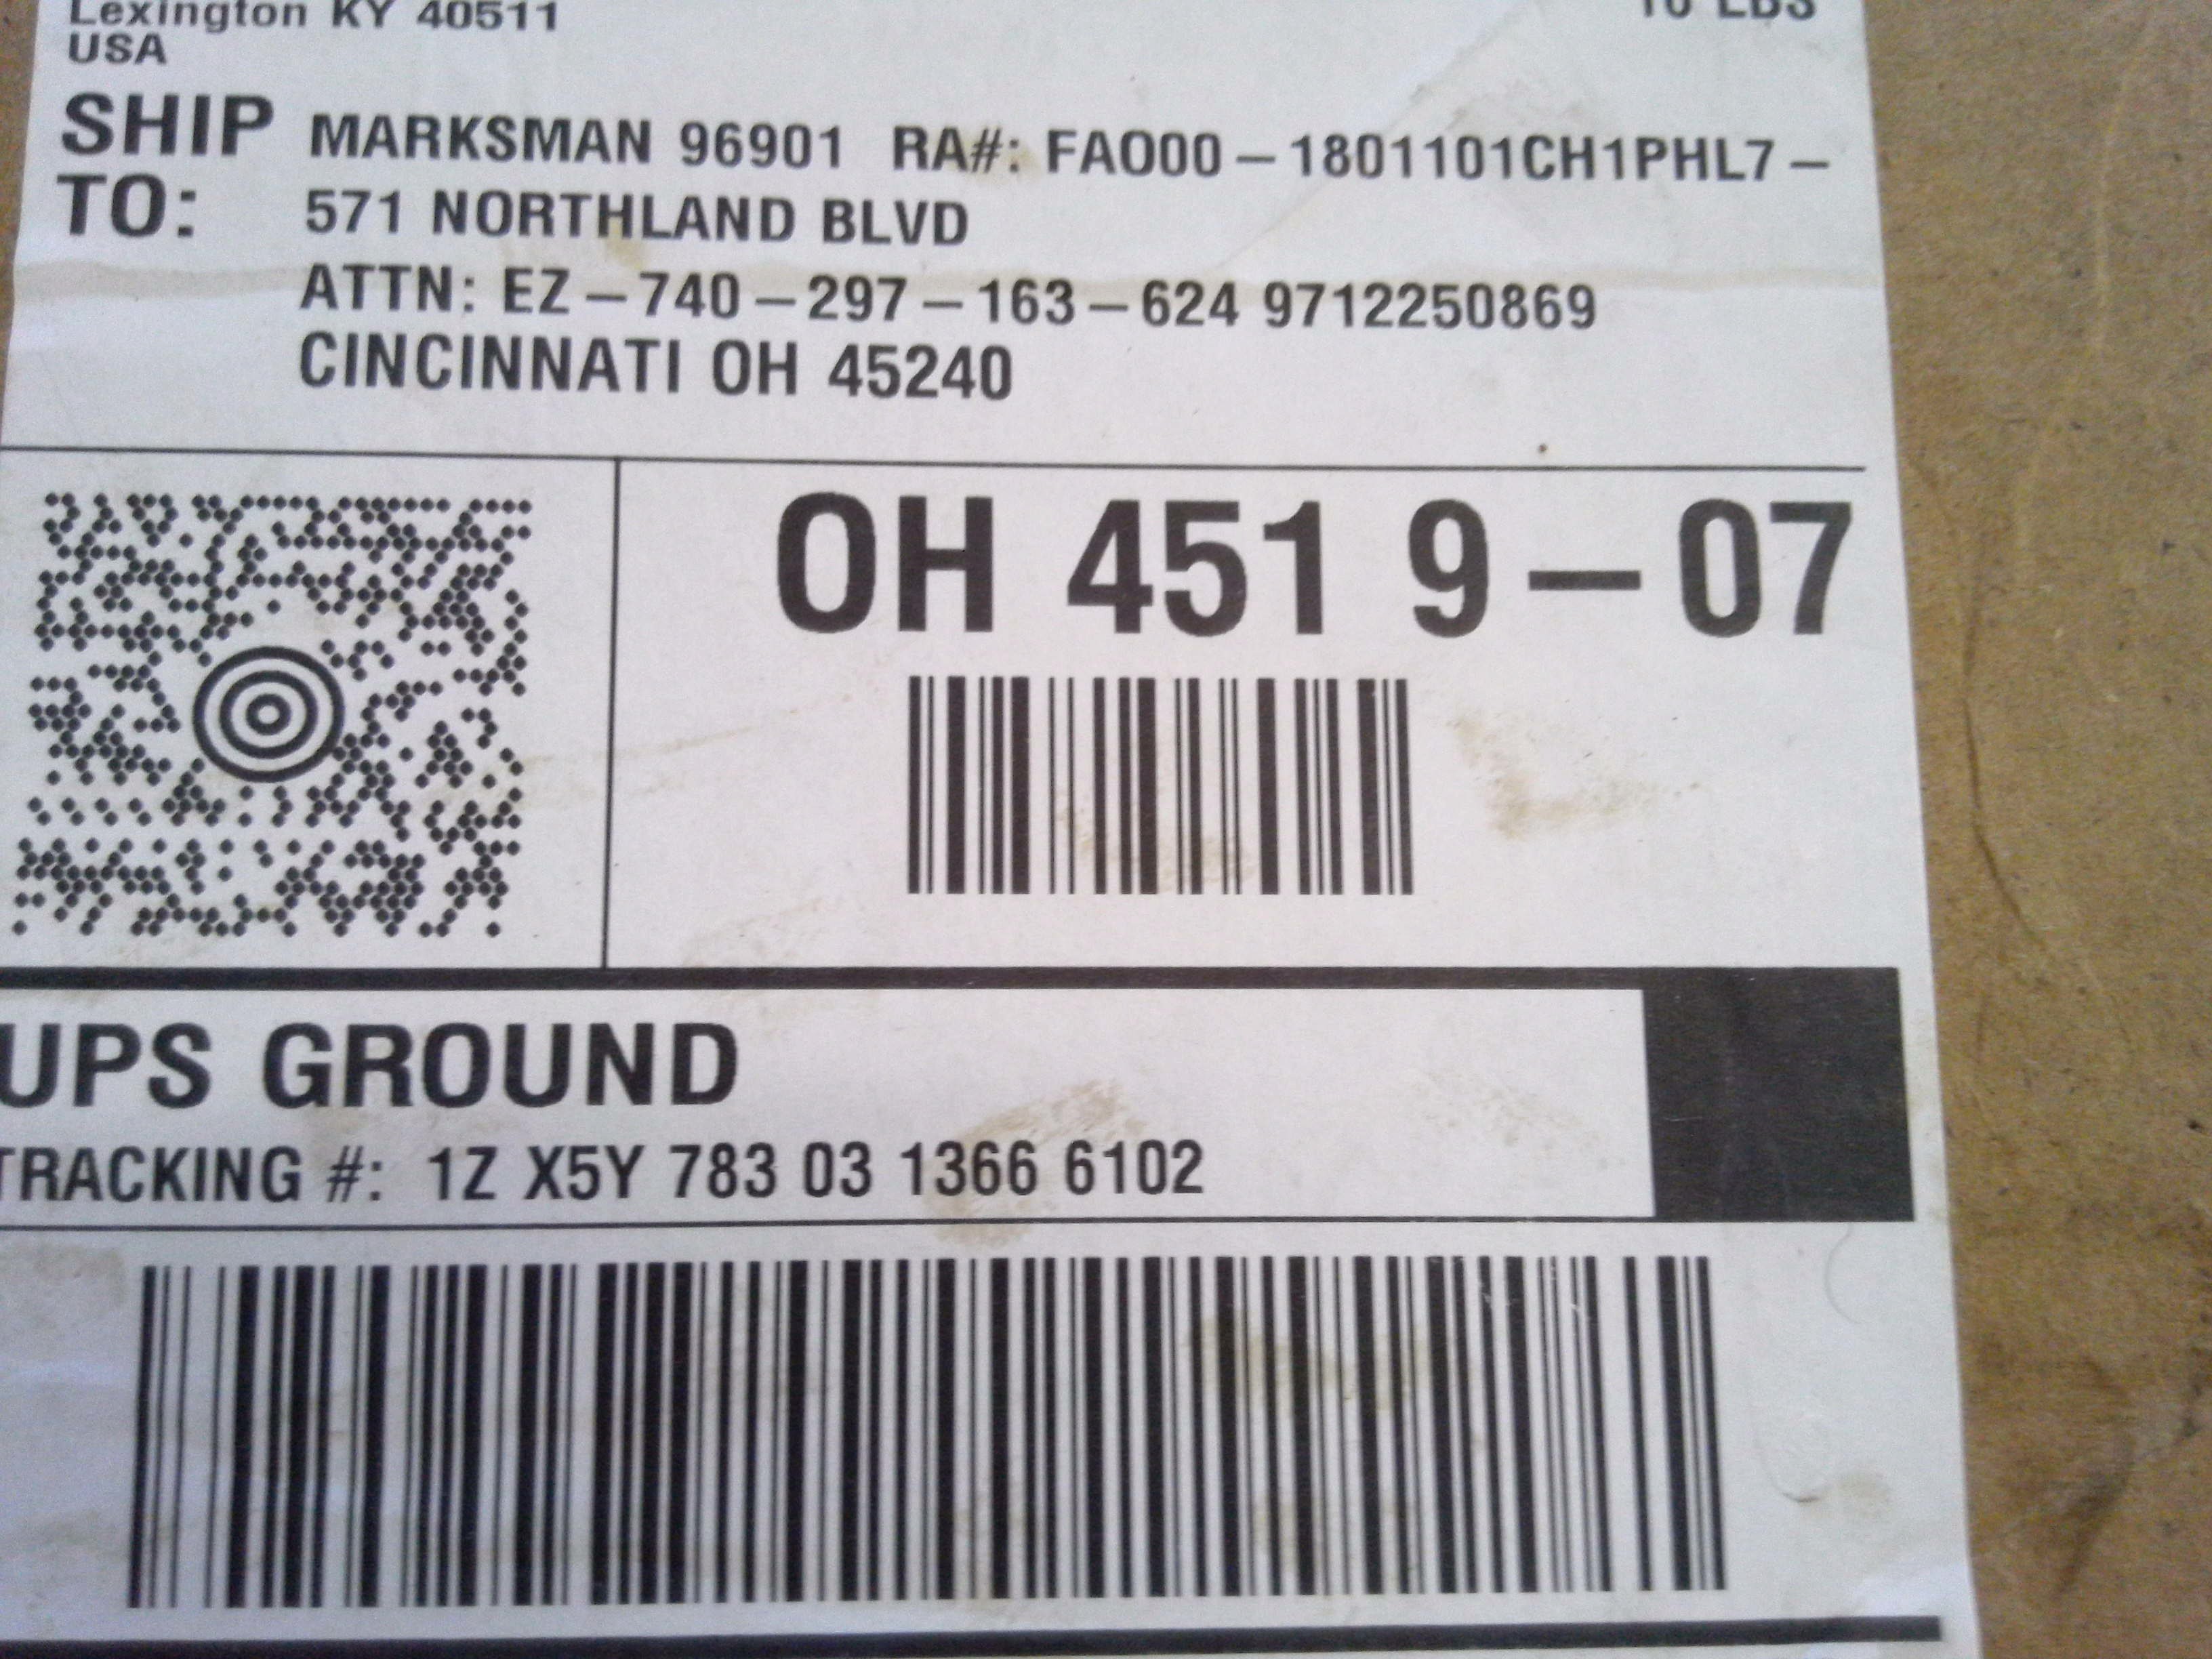 Lexington KY 40511
USA
SHIP TO:
MARKSMAN 96901 RA#: FAO00-1801101CH1PHL7-
571 NORTHLAND BLVD
ATTN: EZ-740-297-163-624 9712250869
CINCINNATI OH 45240
OH 451 9-07
UPS GROUND
TRACKING #: 1Z X5Y 783 03 1366 6102